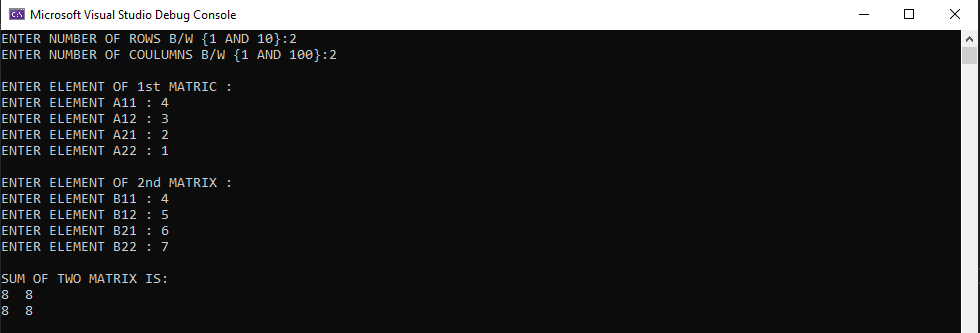 Microsoft Visual Studio Debug Console
ENTER NUMBER OF ROWS B/W {1 AND 10}:2
ENTER NUMBER OF COULUMNS B/W {1 AND 100}:2
ENTER ELEMENT OF 1st MATRIC :
ENTER ELEMENT A11 : 4
ENTER ELEMENT A12 : 3
ENTER ELEMENT A21 : 2
ENTER ELEMENT A22 : 1
ENTER ELEMENT OF 2nd MATRIX :
ENTER ELEMENT B11 : 4
ENTER ELEMENT B12 : 5
ENTER ELEMENT B21 : 6
ENTER ELEMENT B22 : 7
SUM OF TWO MATRIX IS:
8  8
8  8